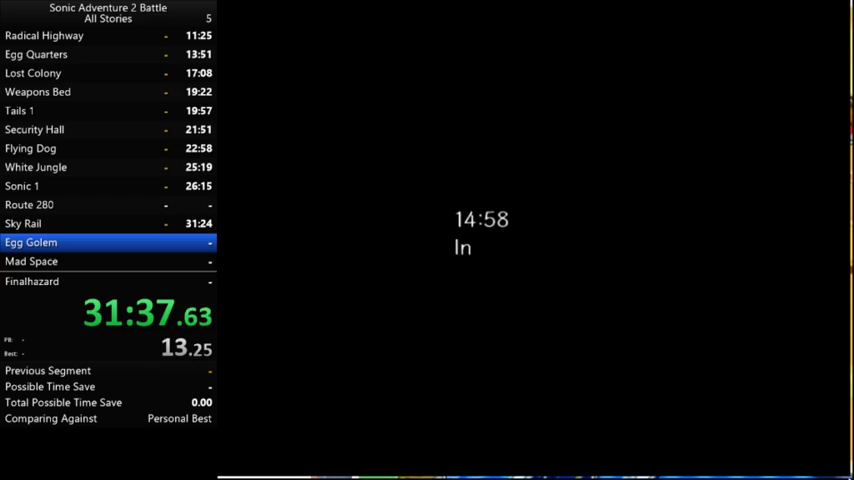 Sonic Adventure 2 Battle
All Stories 5
Radical Highway - 11:25
Egg Quarters - 13:51
Lost Colony - 17:08
Weapons Bed - 19:22
Tails 1 - 19:57
Security Hall - 21:51
Flying Dog - 22:58
White Jungle - 25:19
Sonic 1 - 26:15
Route 280 - -
Sky Rail - 31:24
Egg Golem -
Mad Space -
Finalhazard -
31:37.63
PB: -
Best: -
13.25
Previous Segment -
Possible Time Save -
Total Possible Time Save 0.00
Comparing Against Personal Best
14:58
In